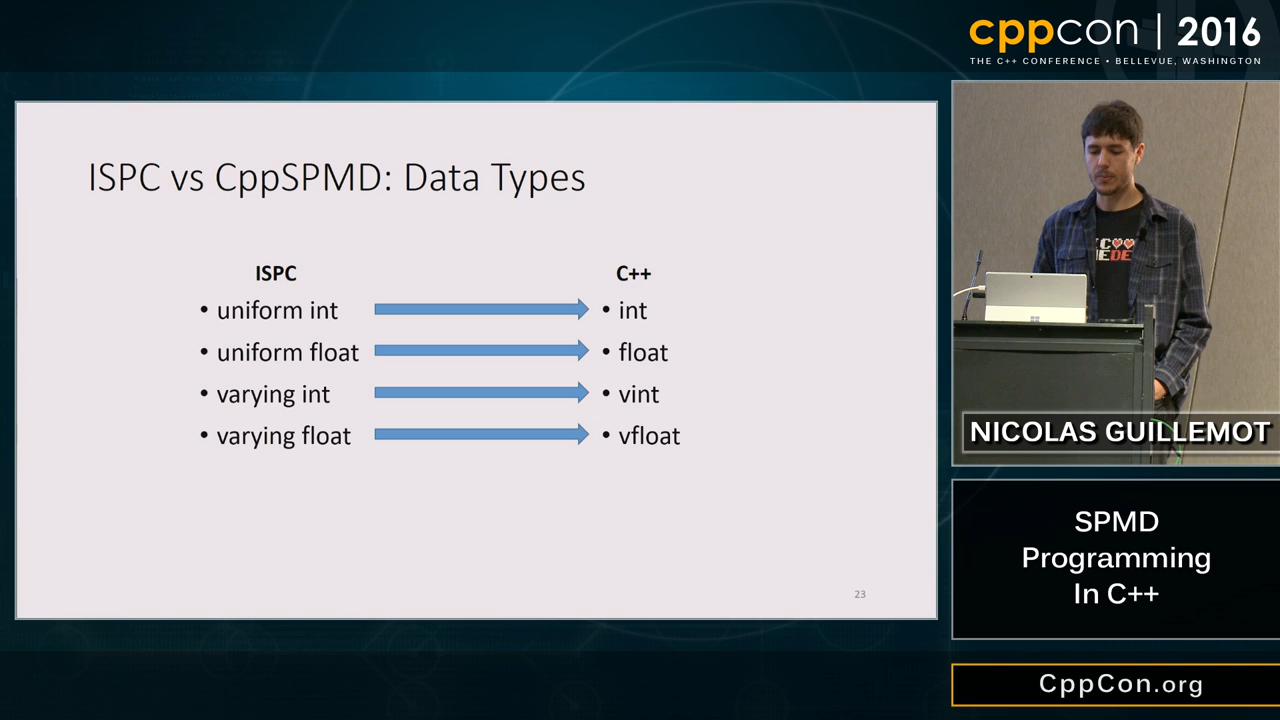 cppcon | 2016
THE C++ CONFERENCE • BELLEVUE, WASHINGTON
ISPC vs CppSPMD: Data Types
ISPC
C++
• uniform int
• int
• uniform float
• float
• varying int
• vint
• varying float
• vfloat
23
NICOLAS GUILLEMOT
SPMD
Programming
In C++
CppCon.org